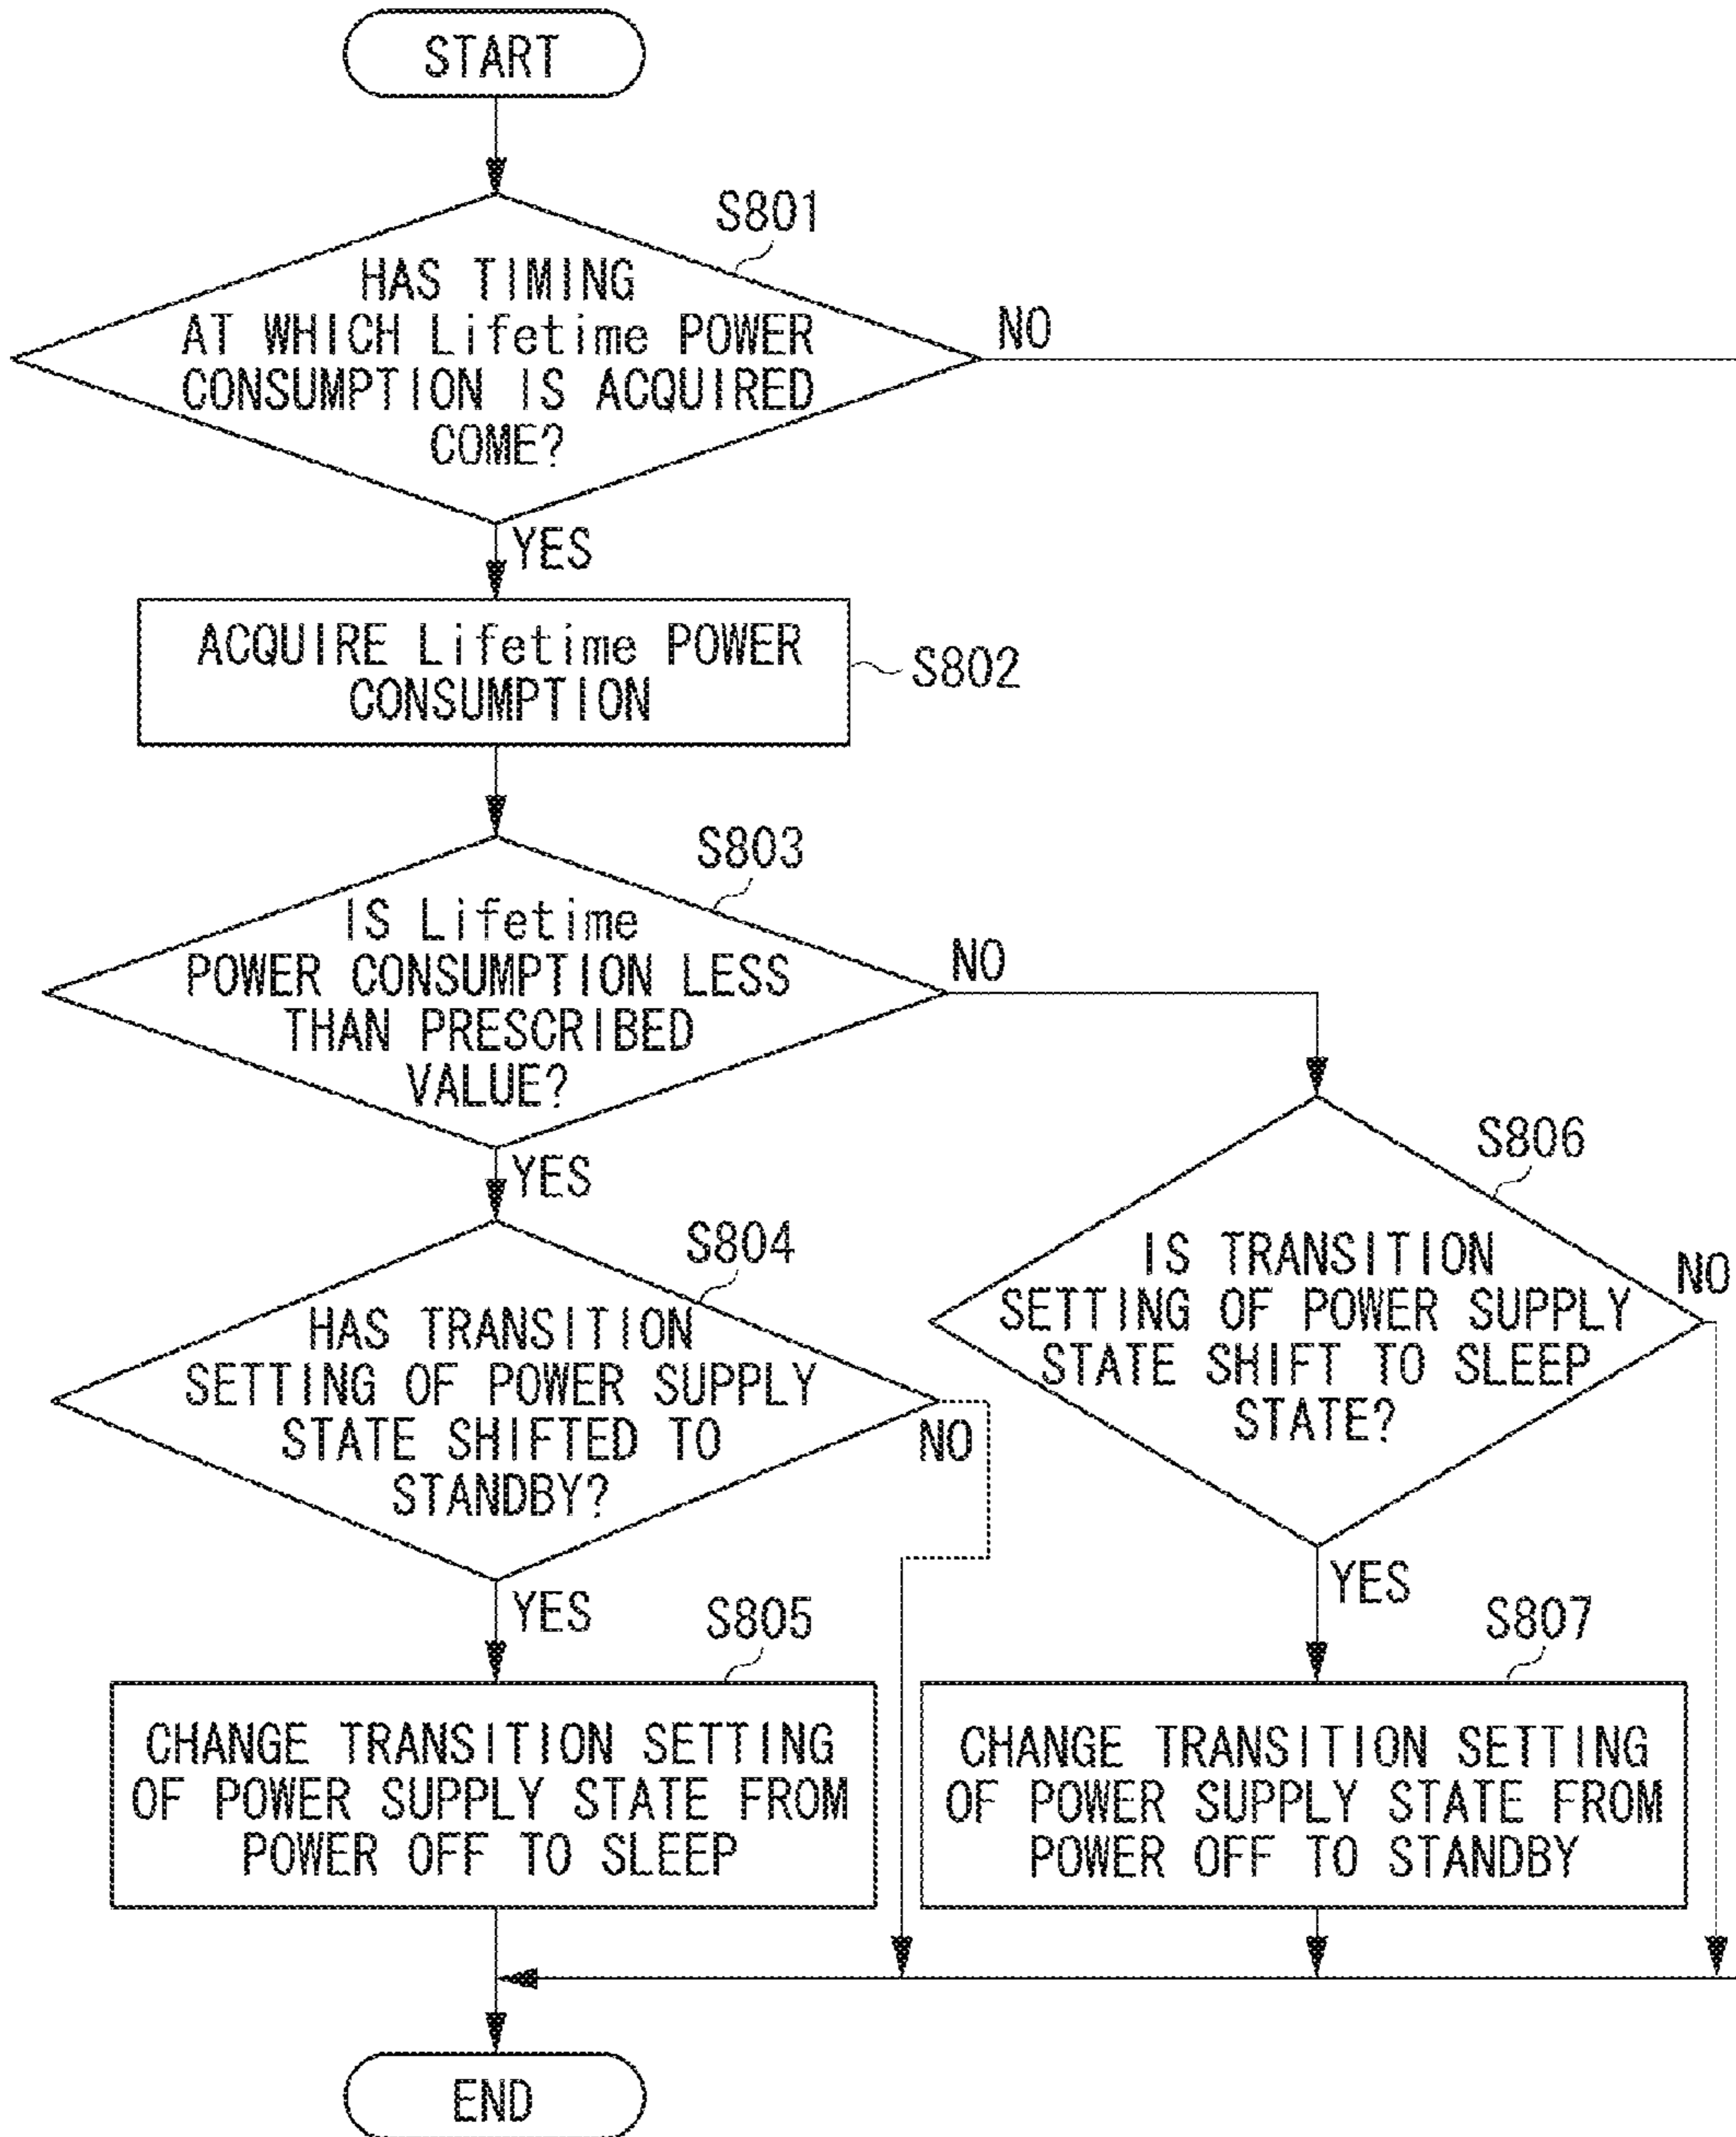 START
S801
HAS TIMING
AT WHICH Lifetime POWER
CONSUMPTION IS ACQUIRED
COME?
NO
YES
ACQUIRE Lifetime POWER
CONSUMPTION
S802
S803
IS Lifetime
POWER CONSUMPTION LESS
THAN PRESCRIBED
VALUE?
NO
YES
S804
HAS TRANSITION
SETTING OF POWER SUPPLY
STATE SHIFTED TO
STANDBY?
NO
YES
S805
CHANGE TRANSITION SETTING
OF POWER SUPPLY STATE FROM
POWER OFF TO SLEEP
S806
IS TRANSITION
SETTING OF POWER SUPPLY
STATE SHIFT TO SLEEP
STATE?
NO
YES
S807
CHANGE TRANSITION SETTING
OF POWER SUPPLY STATE FROM
POWER OFF TO STANDBY
END